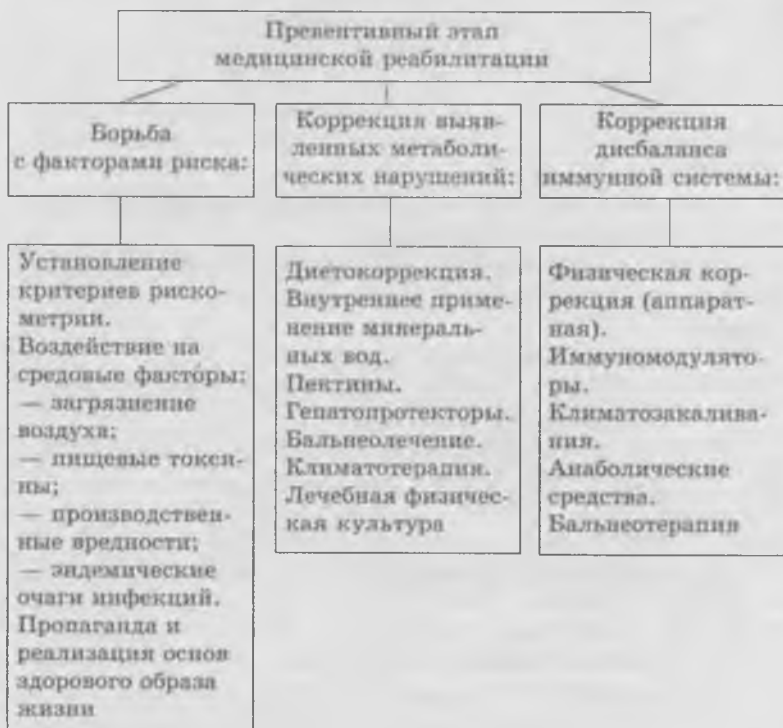 Превентивный этап
медицинской реабилитации
Борьба
с факторами риска:
Коррекция выяв-
ленных метаболи-
ческих нарушений:
Коррекция
дисбаланса
иммунной системы:
Установление
критериев риско-
метрии.
Воздействие на
средовые факторы:
— загрязнение
воздуха;
— пищевые токси-
ны;
— производствен-
ные вредности;
— эндемические
очаги инфекций.
Пропаганда и
реализация основ
здорового образа
жизни
Диетокоррекция.
Внутреннее приме-
нение минераль-
ных вод.
Пектины.
Гепатопротекторы.
Бальнеолечение.
Климатотерапия.
Лечебная физичес-
кая культура
Физическая кор-
рекция (аппарат-
ная).
Иммуномодулято-
ры.
Климатозакалива-
ния.
Анаболические
средства.
Бальнеотерапия